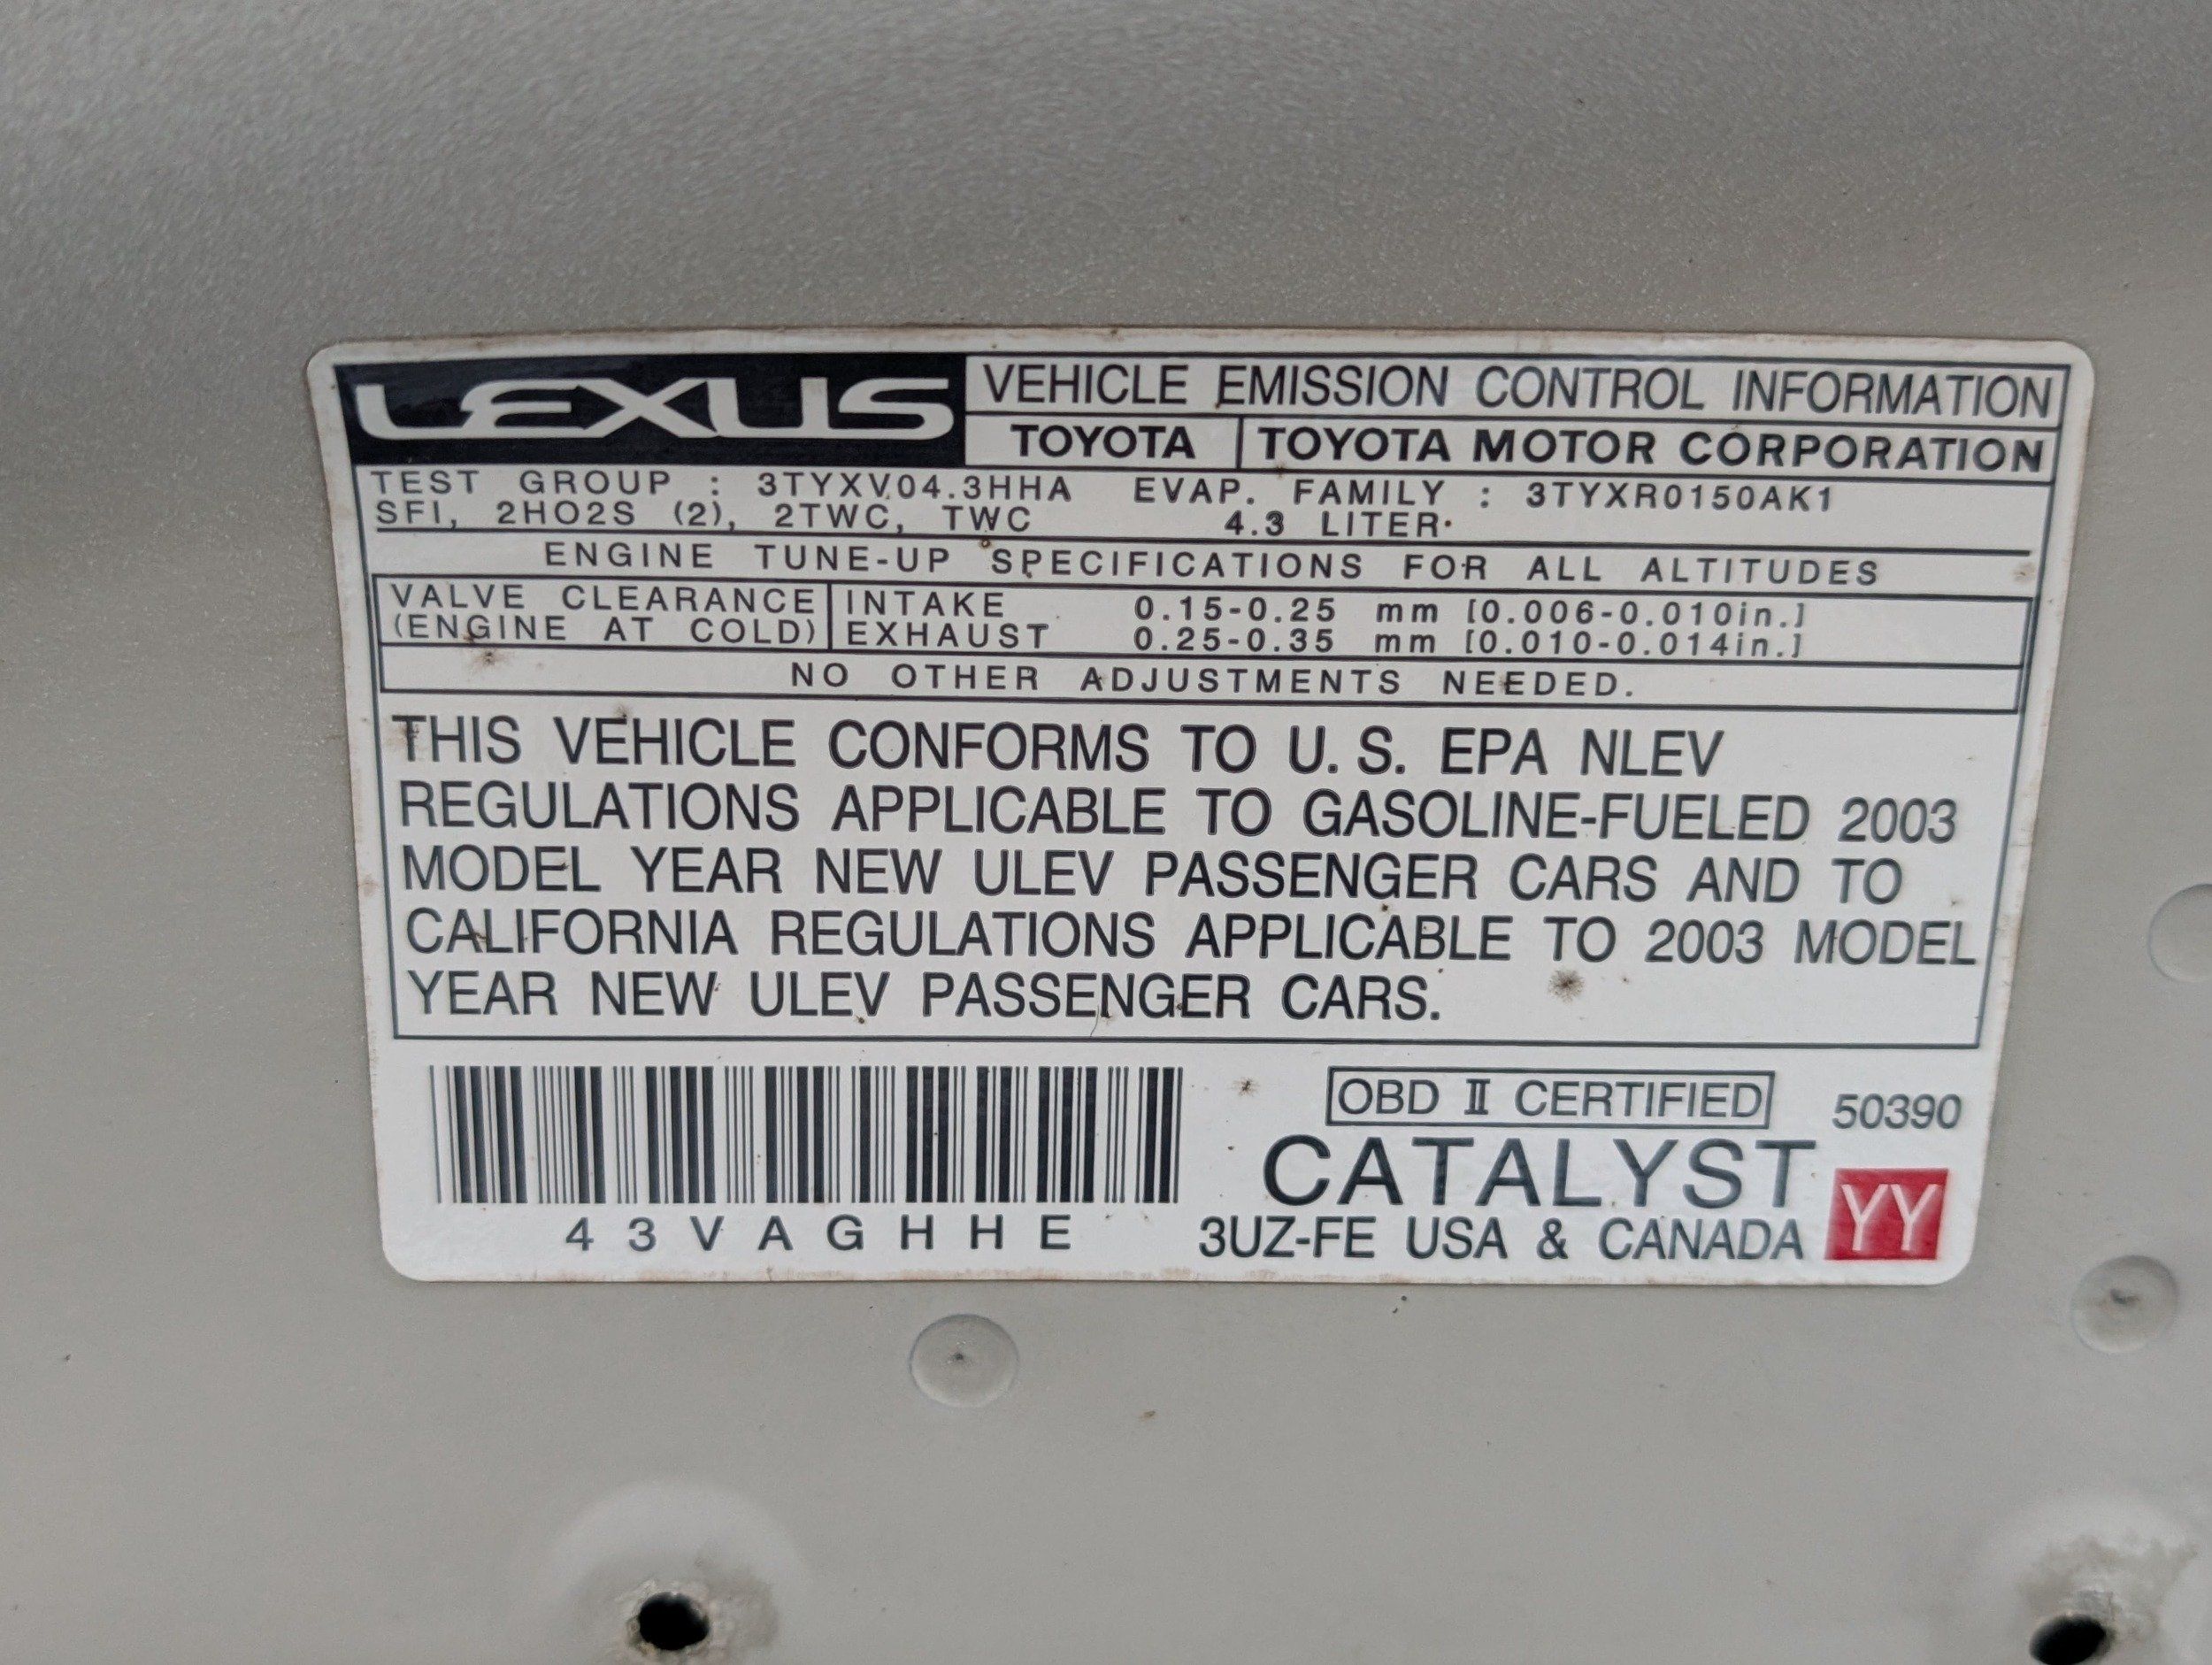 LEXUS VEHICLE EMISSION CONTROL INFORMATION
TOYOTA TOYOTA MOTOR CORPORATION
TEST GROUP : 3TYXV04.3HHA EVAP. FAMILY : 3TYXR0150AK1
SFI, 2HO2S (2), 2TWC, TWC 4.3 LITER
ENGINE TUNE-UP SPECIFICATIONS FOR ALL ALTITUDES
VALVE CLEARANCE INTAKE 0.15-0.25 mm [0.006-0.010in.]
(ENGINE AT COLD) EXHAUST 0.25-0.35 mm [0.010-0.014in.]
NO OTHER ADJUSTMENTS NEEDED.
THIS VEHICLE CONFORMS TO U.S. EPA NLEV
REGULATIONS APPLICABLE TO GASOLINE-FUELED 2003
MODEL YEAR NEW ULEV PASSENGER CARS AND TO
CALIFORNIA REGULATIONS APPLICABLE TO 2003 MODEL
YEAR NEW ULEV PASSENGER CARS.
OBD II CERTIFIED 50390
CATALYST
43VAGHHE 3UZ-FE USA & CANADA YY